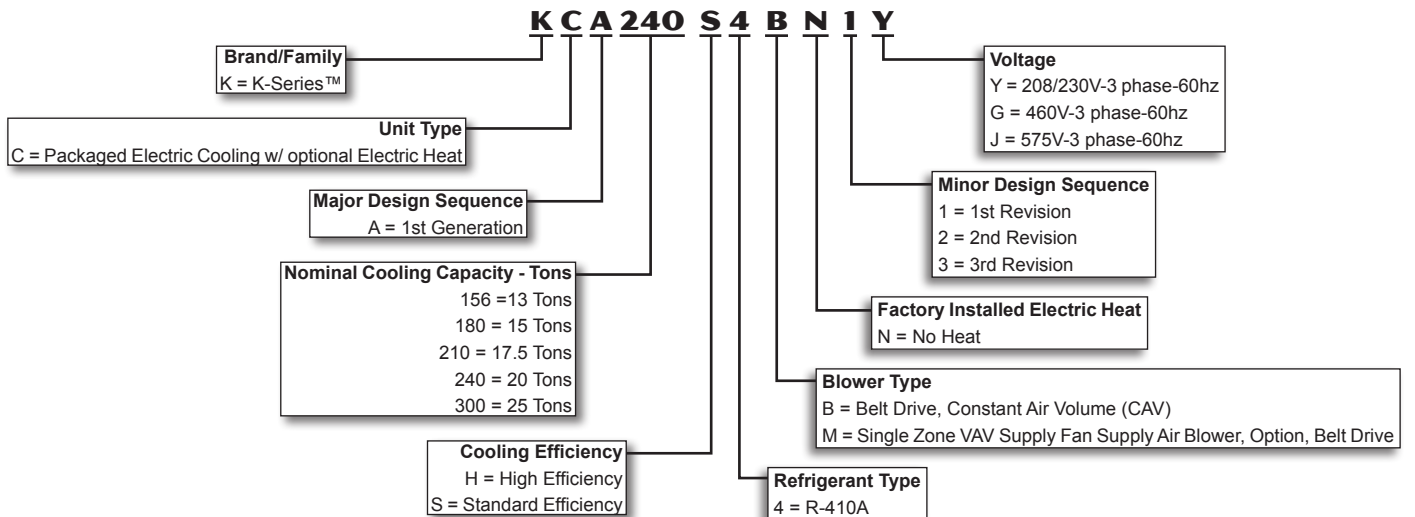 K C A 240 S 4 B N 1 Y
Brand/Family
K = K-Series™
Unit Type
C = Packaged Electric Cooling w/ optional Electric Heat
Major Design Sequence
A = 1st Generation
Nominal Cooling Capacity - Tons
156 =13 Tons
180 = 15 Tons
210 = 17.5 Tons
240 = 20 Tons
300 = 25 Tons
Cooling Efficiency
H = High Efficiency
S = Standard Efficiency
Refrigerant Type
4 = R-410A
Blower Type
B = Belt Drive, Constant Air Volume (CAV)
M = Single Zone VAV Supply Fan Supply Air Blower, Option, Belt Drive
Factory Installed Electric Heat
N = No Heat
Minor Design Sequence
1 = 1st Revision
2 = 2nd Revision
3 = 3rd Revision
Voltage
Y = 208/230V-3 phase-60hz
G = 460V-3 phase-60hz
J = 575V-3 phase-60hz